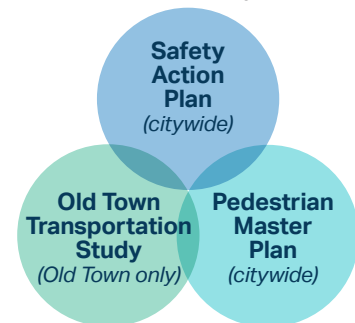 Safety
Action
Plan
(citywide)
Old Town
Transportation
Study
(Old Town only)
Pedestrian
Master
Plan
(citywide)